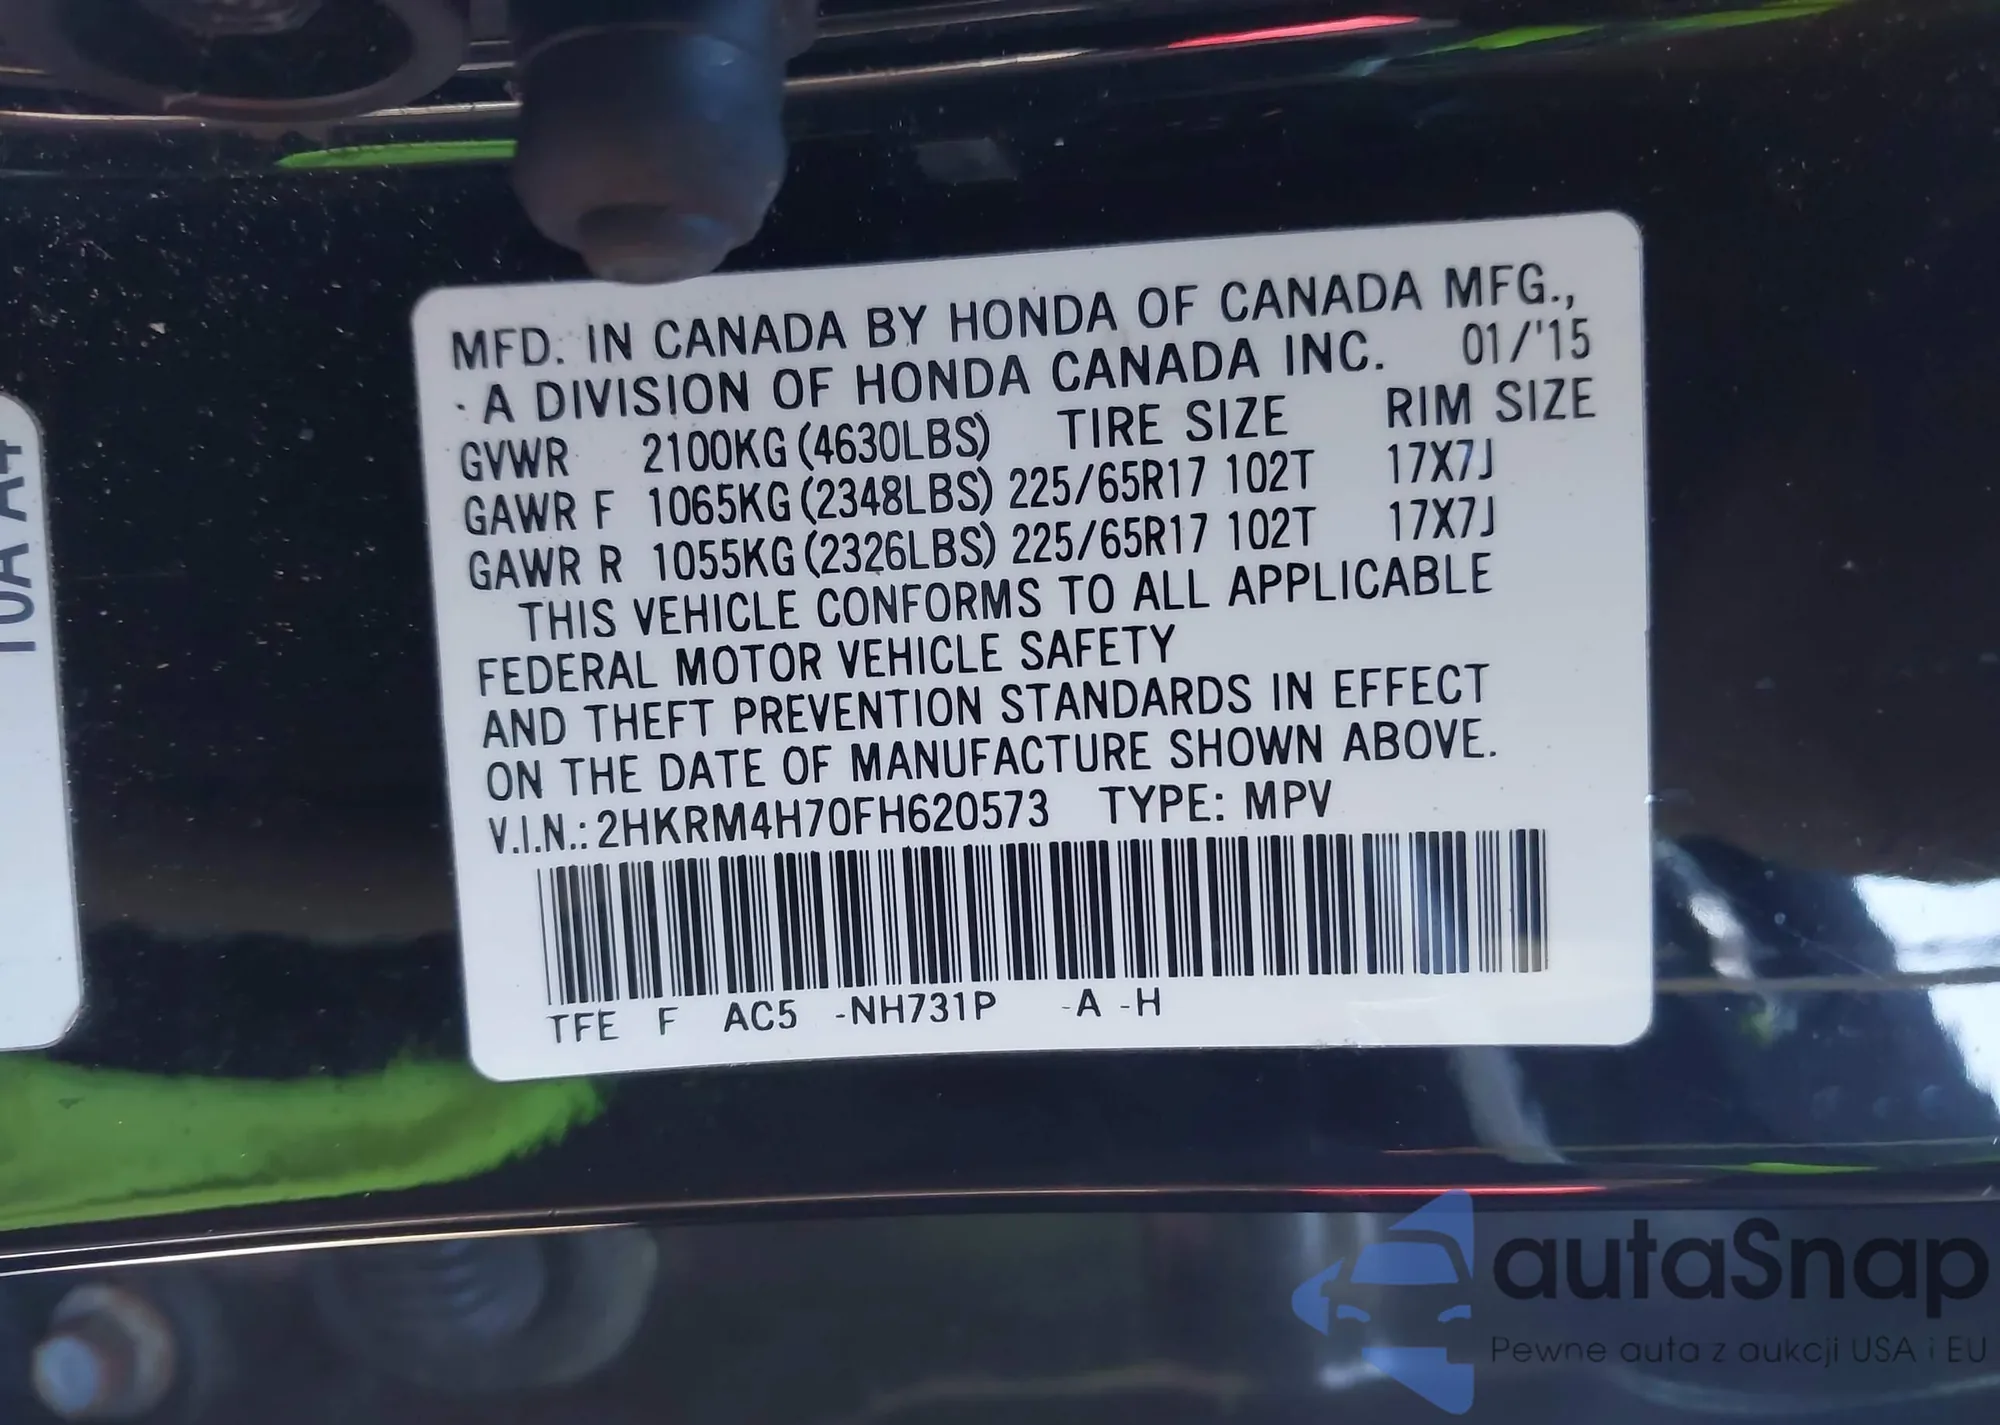 MFD. IN CANADA BY HONDA OF CANADA MFG.,
A DIVISION OF HONDA CANADA INC. 01/'15
GVWR 2100KG (4630LBS) TIRE SIZE RIM SIZE
GAWR F 1065KG (2348LBS) 225/65R17 102T 17X7J
GAWR R 1055KG (2326LBS) 225/65R17 102T 17X7J
THIS VEHICLE CONFORMS TO ALL APPLICABLE
FEDERAL MOTOR VEHICLE SAFETY
AND THEFT PREVENTION STANDARDS IN EFFECT
ON THE DATE OF MANUFACTURE SHOWN ABOVE.
V.I.N.: 2HKRM4H70FH620573 TYPE: MPV
TFE F AC5 -NH731P -A -H
autaSnap
Pewne auta z aukcji USA i EU